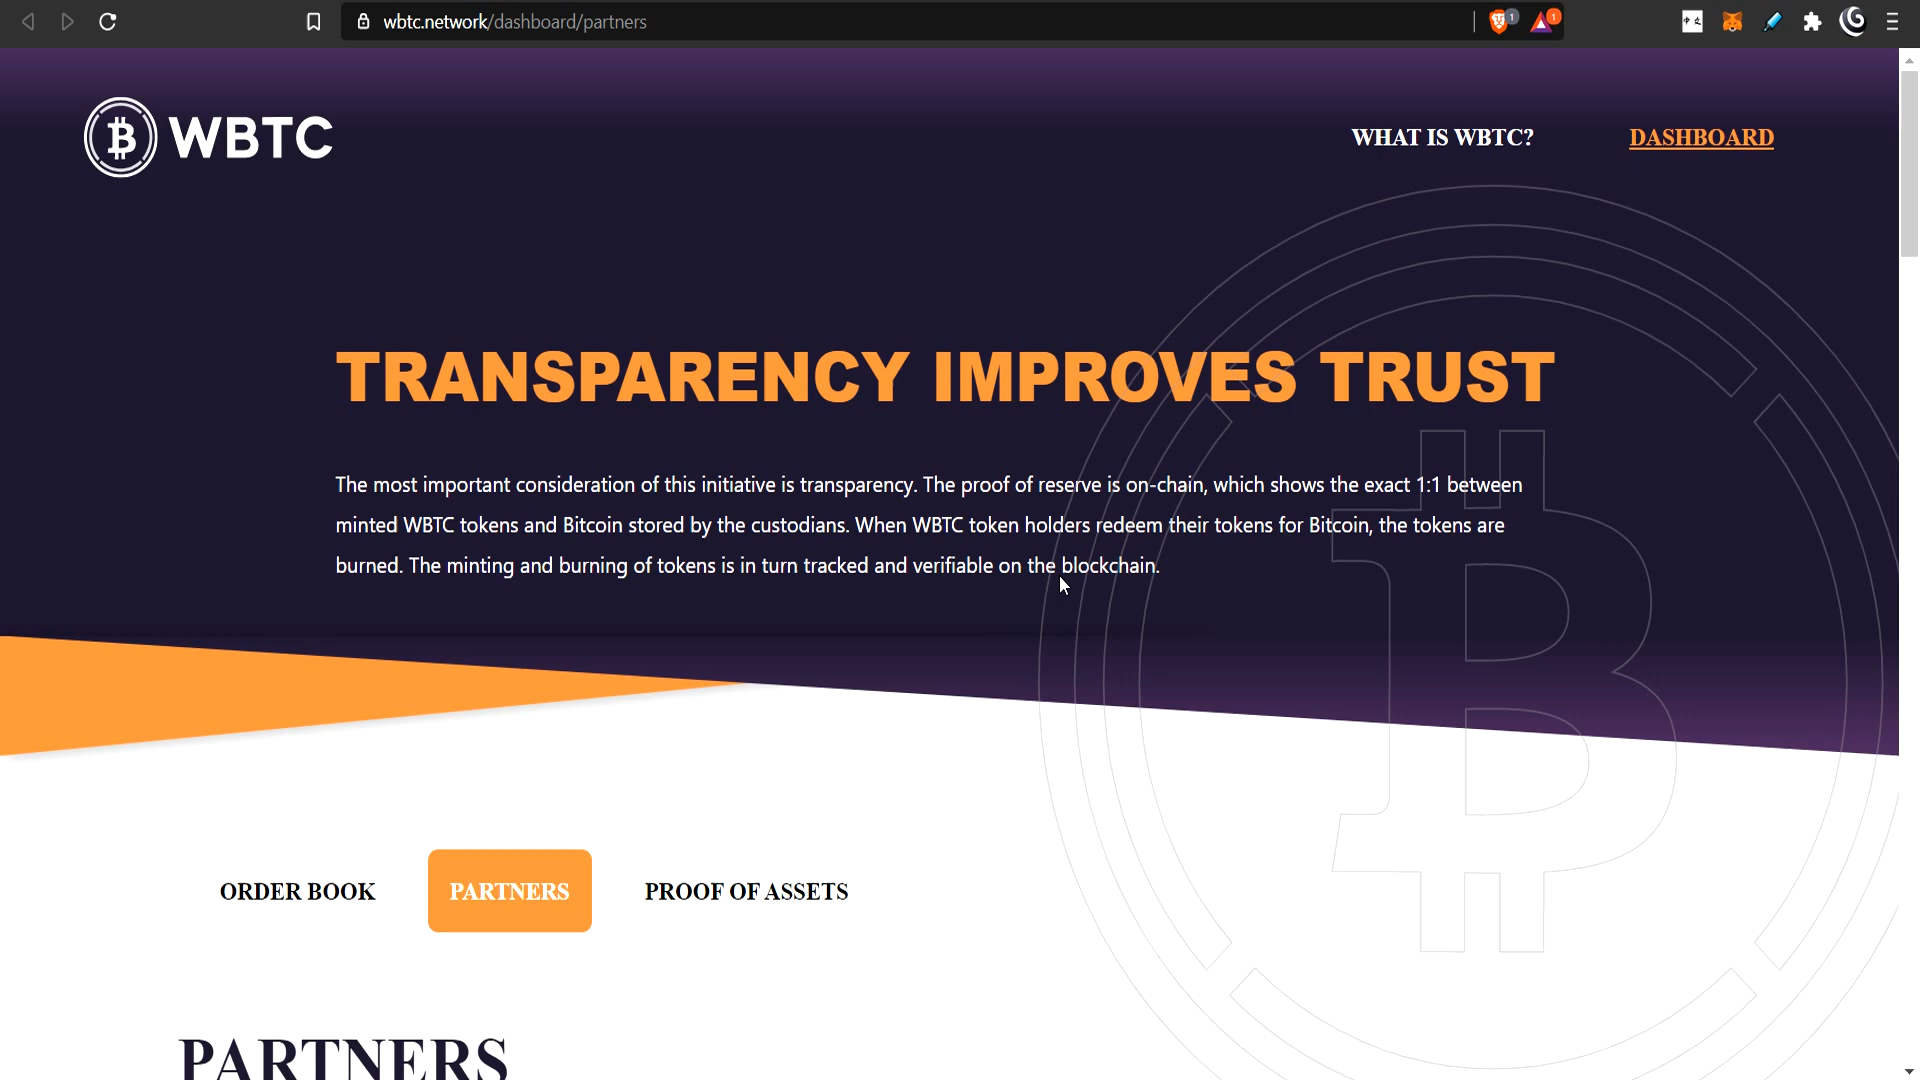 wbtc.network/dashboard/partners
1
1
WBTC
WHAT IS WBTC?
DASHBOARD
TRANSPARENCY IMPROVES TRUST
The most important consideration of this initiative is transparency. The proof of reserve is on-chain, which shows the exact 1:1 between
minted WBTC tokens and Bitcoin stored by the custodians. When WBTC token holders redeem their tokens for Bitcoin, the tokens are
burned. The minting and burning of tokens is in turn tracked and verifiable on the blockchain.
ORDER BOOK
PARTNERS
PROOF OF ASSETS
PARTNERS